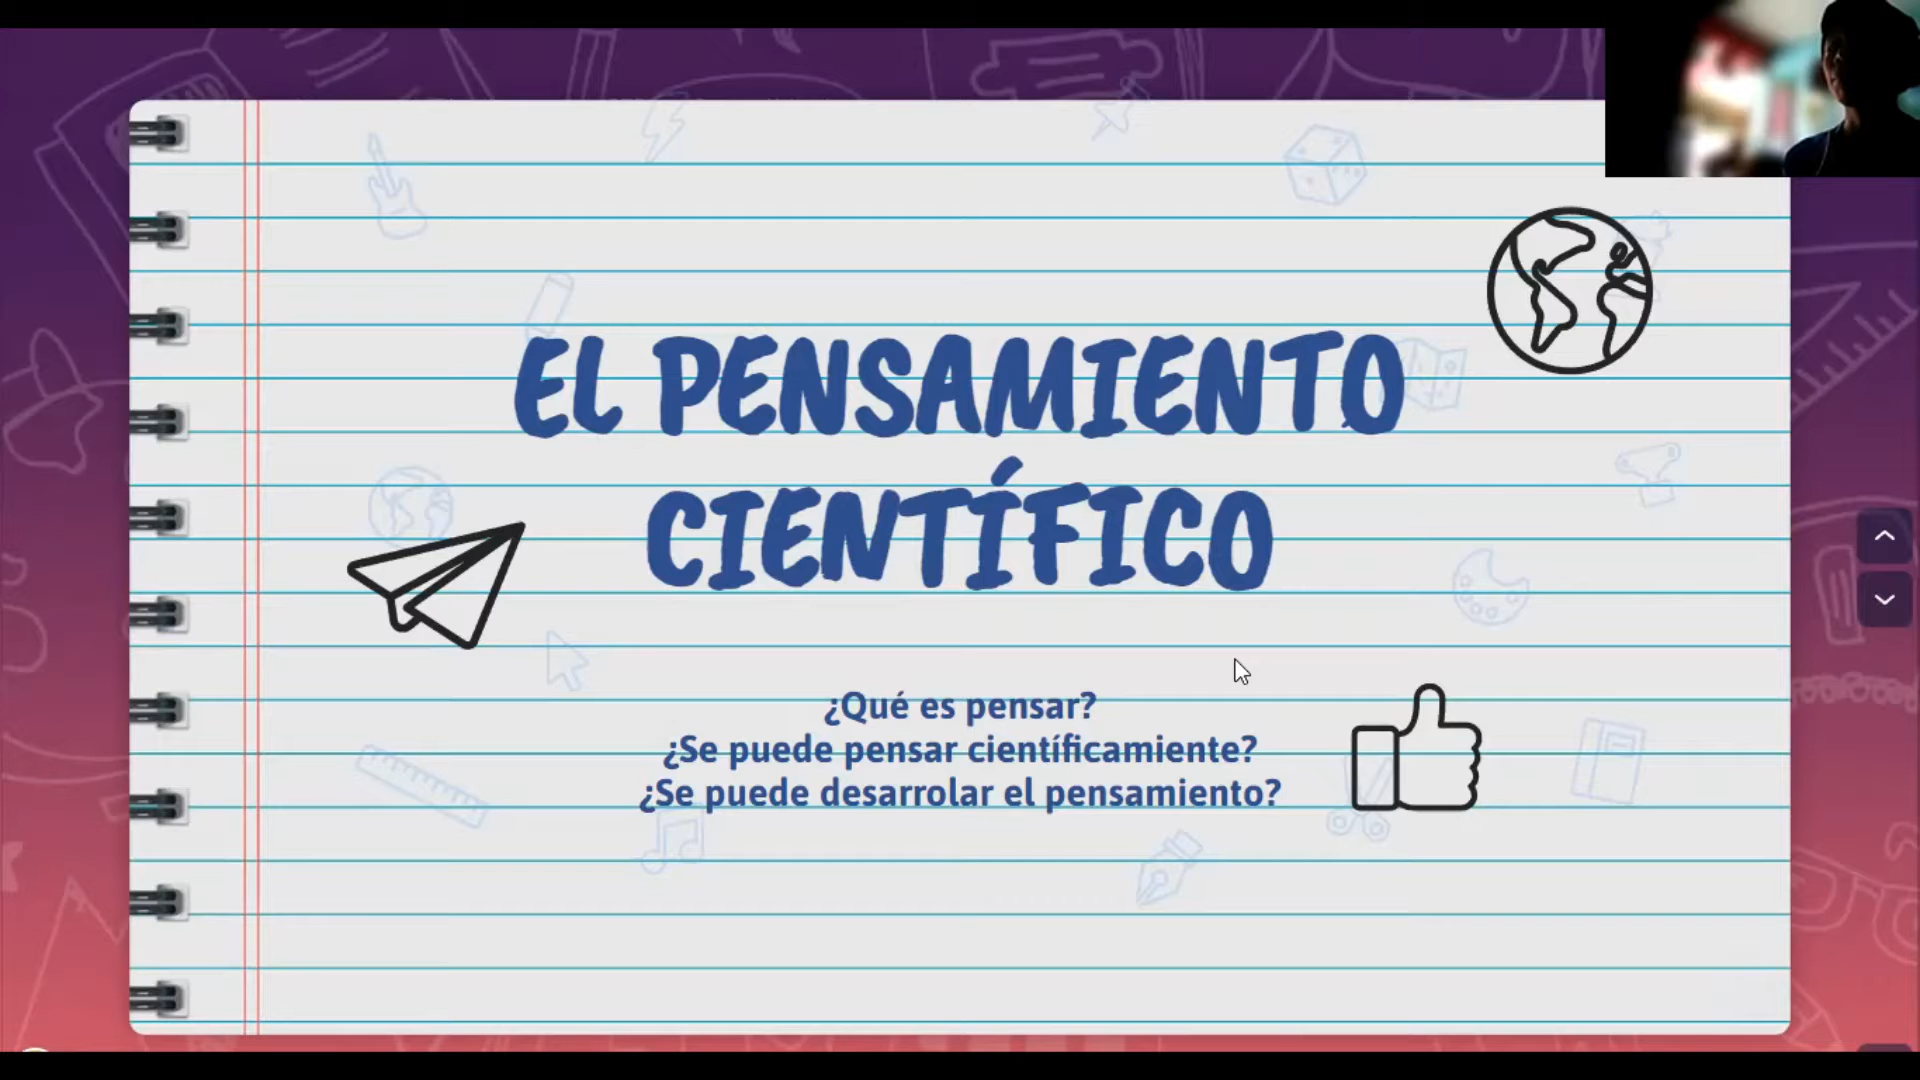 EL PENSAMIENTO
CIENTÍFICO
¿Qué es pensar?
¿Se puede pensar científicamiente?
¿Se puede desarrolar el pensamiento?